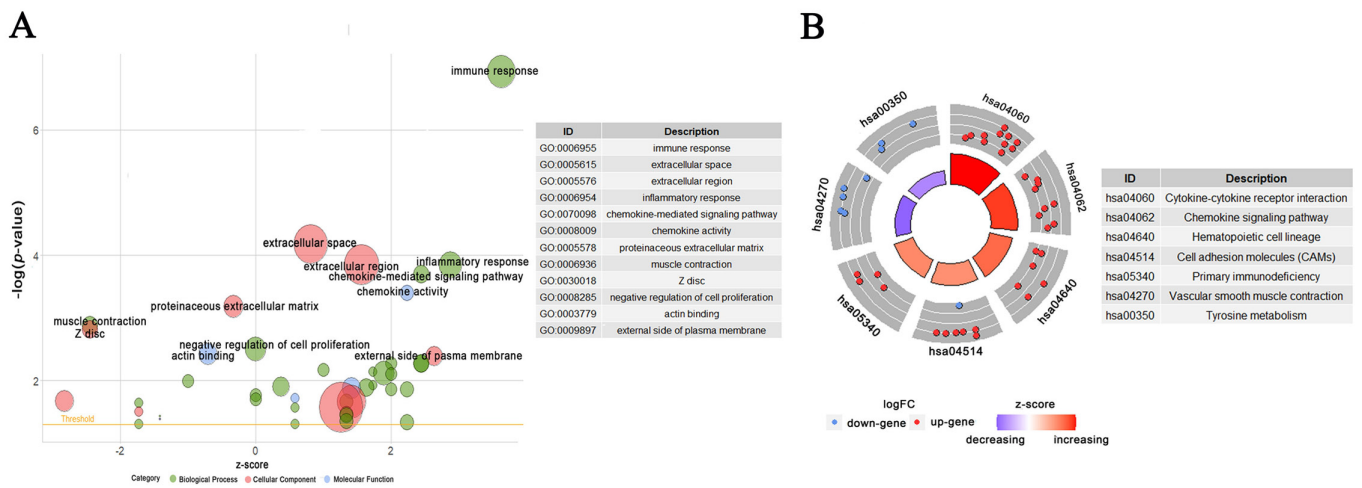 A
-log(p-value)
6
4
2
immune response
extracellular space
extracellular region
inflammatory response
chemokine-mediated signaling pathway
chemokine activity
proteinaceous extracellular matrix
muscle contraction
Z disc
negative regulation of cell proliferation
actin binding
external side of plasma membrane
Threshold
-2 0 2
z-score
Category Biological Process Cellular Component Molecular Function
ID Description
GO:0006955 immune response
GO:0005615 extracellular space
GO:0005576 extracellular region
GO:0006954 inflammatory response
GO:0070098 chemokine-mediated signaling pathway
GO:0008009 chemokine activity
GO:0005578 proteinaceous extracellular matrix
GO:0006936 muscle contraction
GO:0030018 Z disc
GO:0008285 negative regulation of cell proliferation
GO:0003779 actin binding
GO:0009897 external side of plasma membrane
B
hsa00350
hsa04060
hsa04270
hsa04062
hsa05340
hsa04640
hsa04514
logFC
down-gene up-gene
z-score
decreasing increasing
ID Description
hsa04060 Cytokine-cytokine receptor interaction
hsa04062 Chemokine signaling pathway
hsa04640 Hematopoietic cell lineage
hsa04514 Cell adhesion molecules (CAMs)
hsa05340 Primary immunodeficiency
hsa04270 Vascular smooth muscle contraction
hsa00350 Tyrosine metabolism